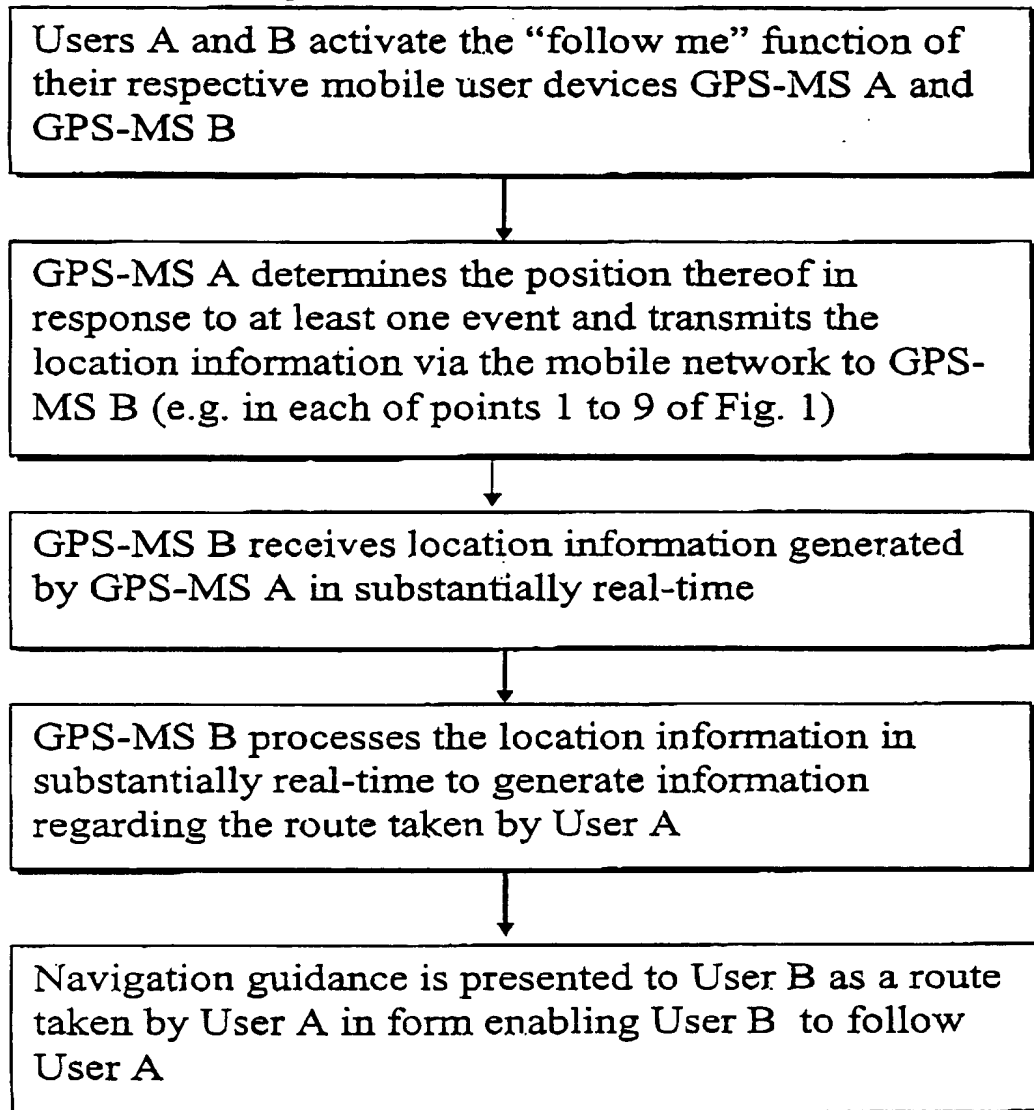 Users A and B activate the “follow me” function of
their respective mobile user devices GPS-MS A and
GPS-MS B
GPS-MS A determines the position thereof in
response to at least one event and transmits the
location information via the mobile network to GPS-
MS B (e.g. in each of points 1 to 9 of Fig. 1)
GPS-MS B receives location information generated
by GPS-MS A in substantially real-time
GPS-MS B processes the location information in
substantially real-time to generate information
regarding the route taken by User A
Navigation guidance is presented to User B as a route
taken by User A in form enabling User B to follow
User A